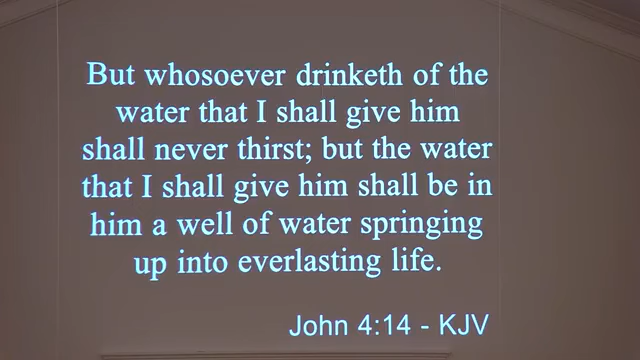 But whosoever drinketh of the
water that I shall give him
shall never thirst; but the water
that I shall give him shall be in
him a well of water springing
up into everlasting life.
John 4:14 - KJV